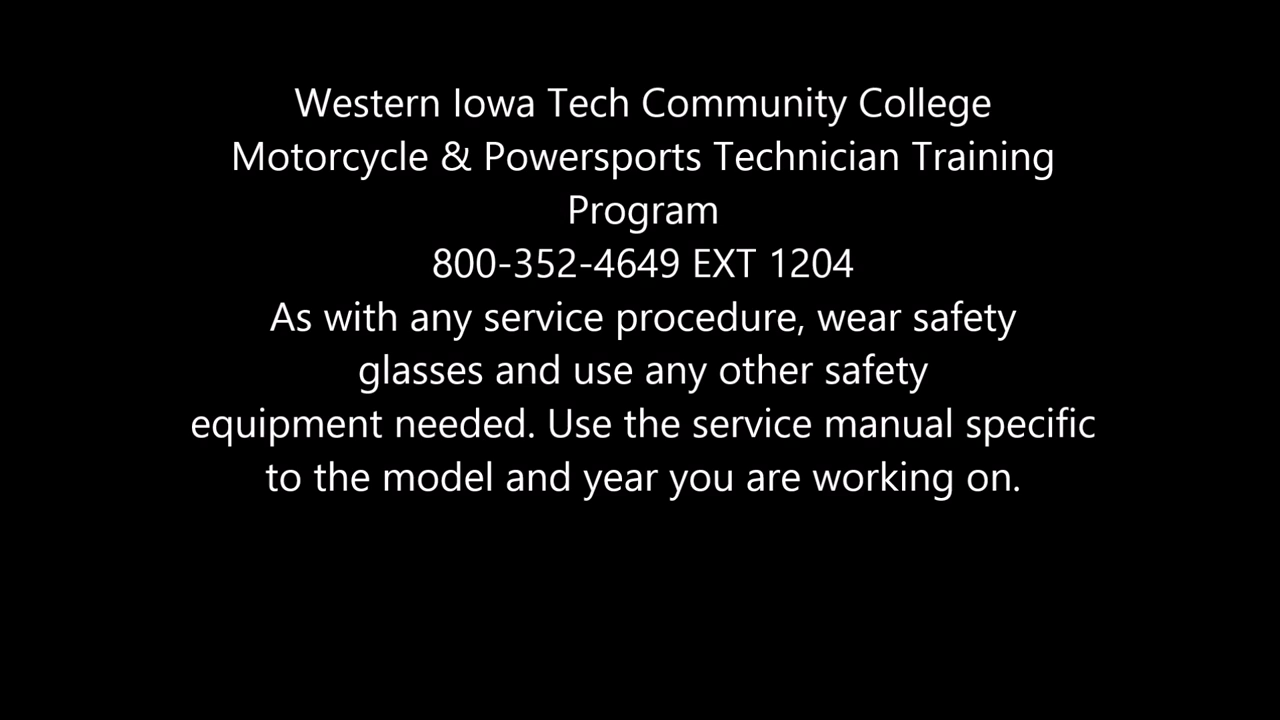 Western Iowa Tech Community College
Motorcycle & Powersports Technician Training
Program
800-352-4649 EXT 1204
As with any service procedure, wear safety
glasses and use any other safety
equipment needed. Use the service manual specific
to the model and year you are working on.